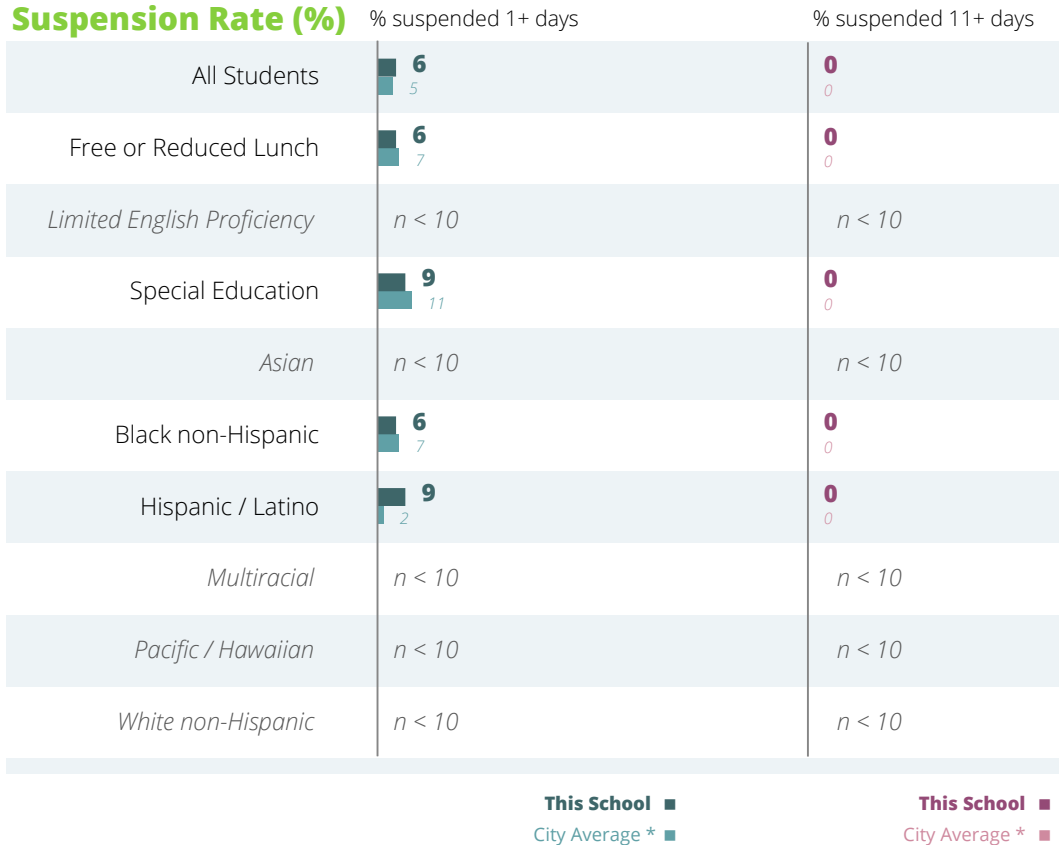 Suspension Rate (%) % suspended 1+ days % suspended 11+ days
All Students 6 0
5 0
Free or Reduced Lunch 6 0
7 0
Limited English Proficiency n < 10 n < 10
Special Education 9 0
11 0
Asian n < 10 n < 10
Black non-Hispanic 6 0
7 0
Hispanic / Latino 9 0
2 0
Multiracial n < 10 n < 10
Pacific / Hawaiian n < 10 n < 10
White non-Hispanic n < 10 n < 10
This School This School
City Average * City Average *